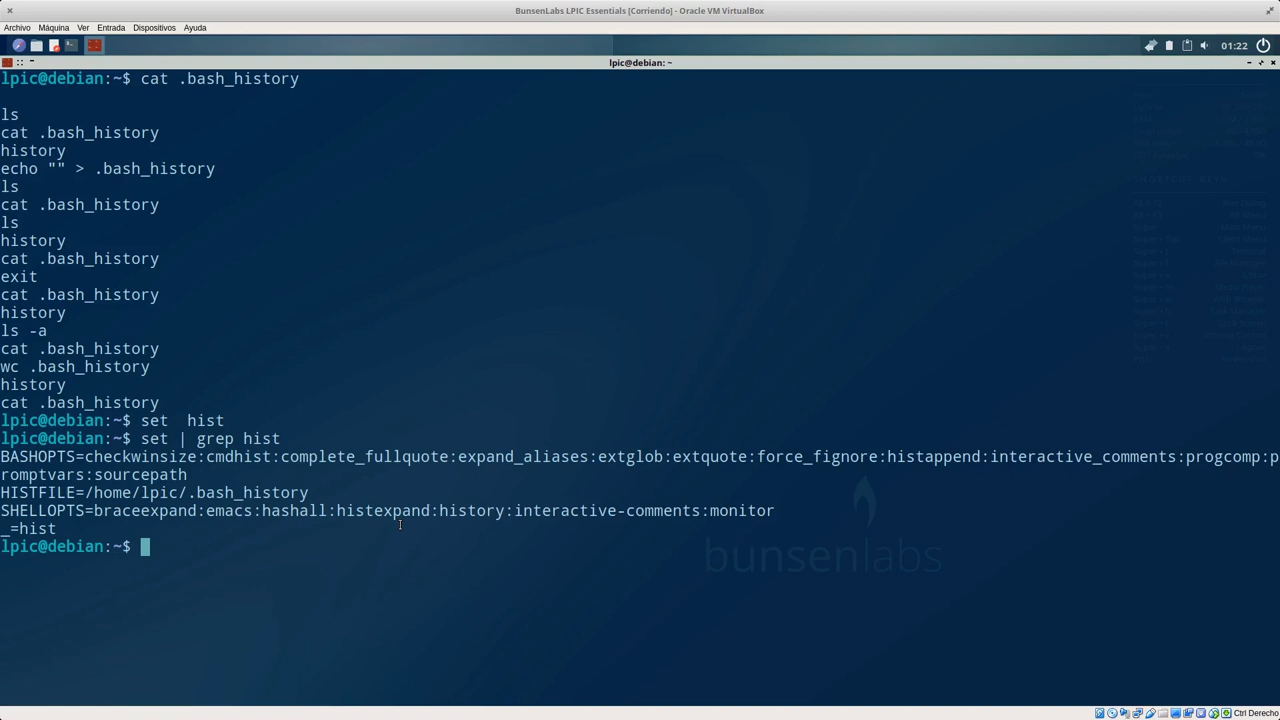 BunsenLabs LPIC Essentials [Corriendo] - Oracle VM VirtualBox
Archivo Máquina Ver Entrada Dispositivos Ayuda
01:22
lpic@debian: ~
lpic@debian:~$ cat .bash_history
ls
cat .bash_history
history
echo "" > .bash_history
ls
cat .bash_history
ls
history
cat .bash_history
exit
cat .bash_history
history
ls -a
cat .bash_history
wc .bash_history
history
cat .bash_history
lpic@debian:~$ set  hist
lpic@debian:~$ set | grep hist
BASHOPTS=checkwinsize:cmdhist:complete_fullquote:expand_aliases:extglob:extquote:force_fignore:histappend:interactive_comments:progcomp:p
romptvars:sourcepath
HISTFILE=/home/lpic/.bash_history
SHELLOPTS=braceexpand:emacs:hashall:histexpand:history:interactive-comments:monitor
_=hist
lpic@debian:~$
bunsenlabs
Ctrl Derecho